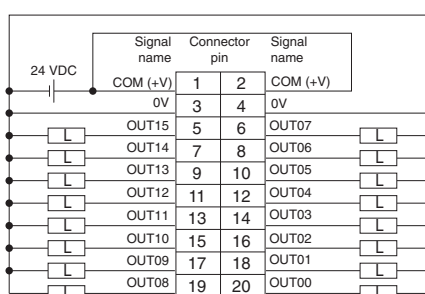 Signal name Connector pin Signal name
24 VDC
COM (+V) 1 2 COM (+V)
0V 3 4 0V
L OUT15 5 6 OUT07 L
L OUT14 7 8 OUT06 L
L OUT13 9 10 OUT05 L
L OUT12 11 12 OUT04 L
L OUT11 13 14 OUT03 L
L OUT10 15 16 OUT02 L
L OUT09 17 18 OUT01 L
L OUT08 19 20 OUT00 L